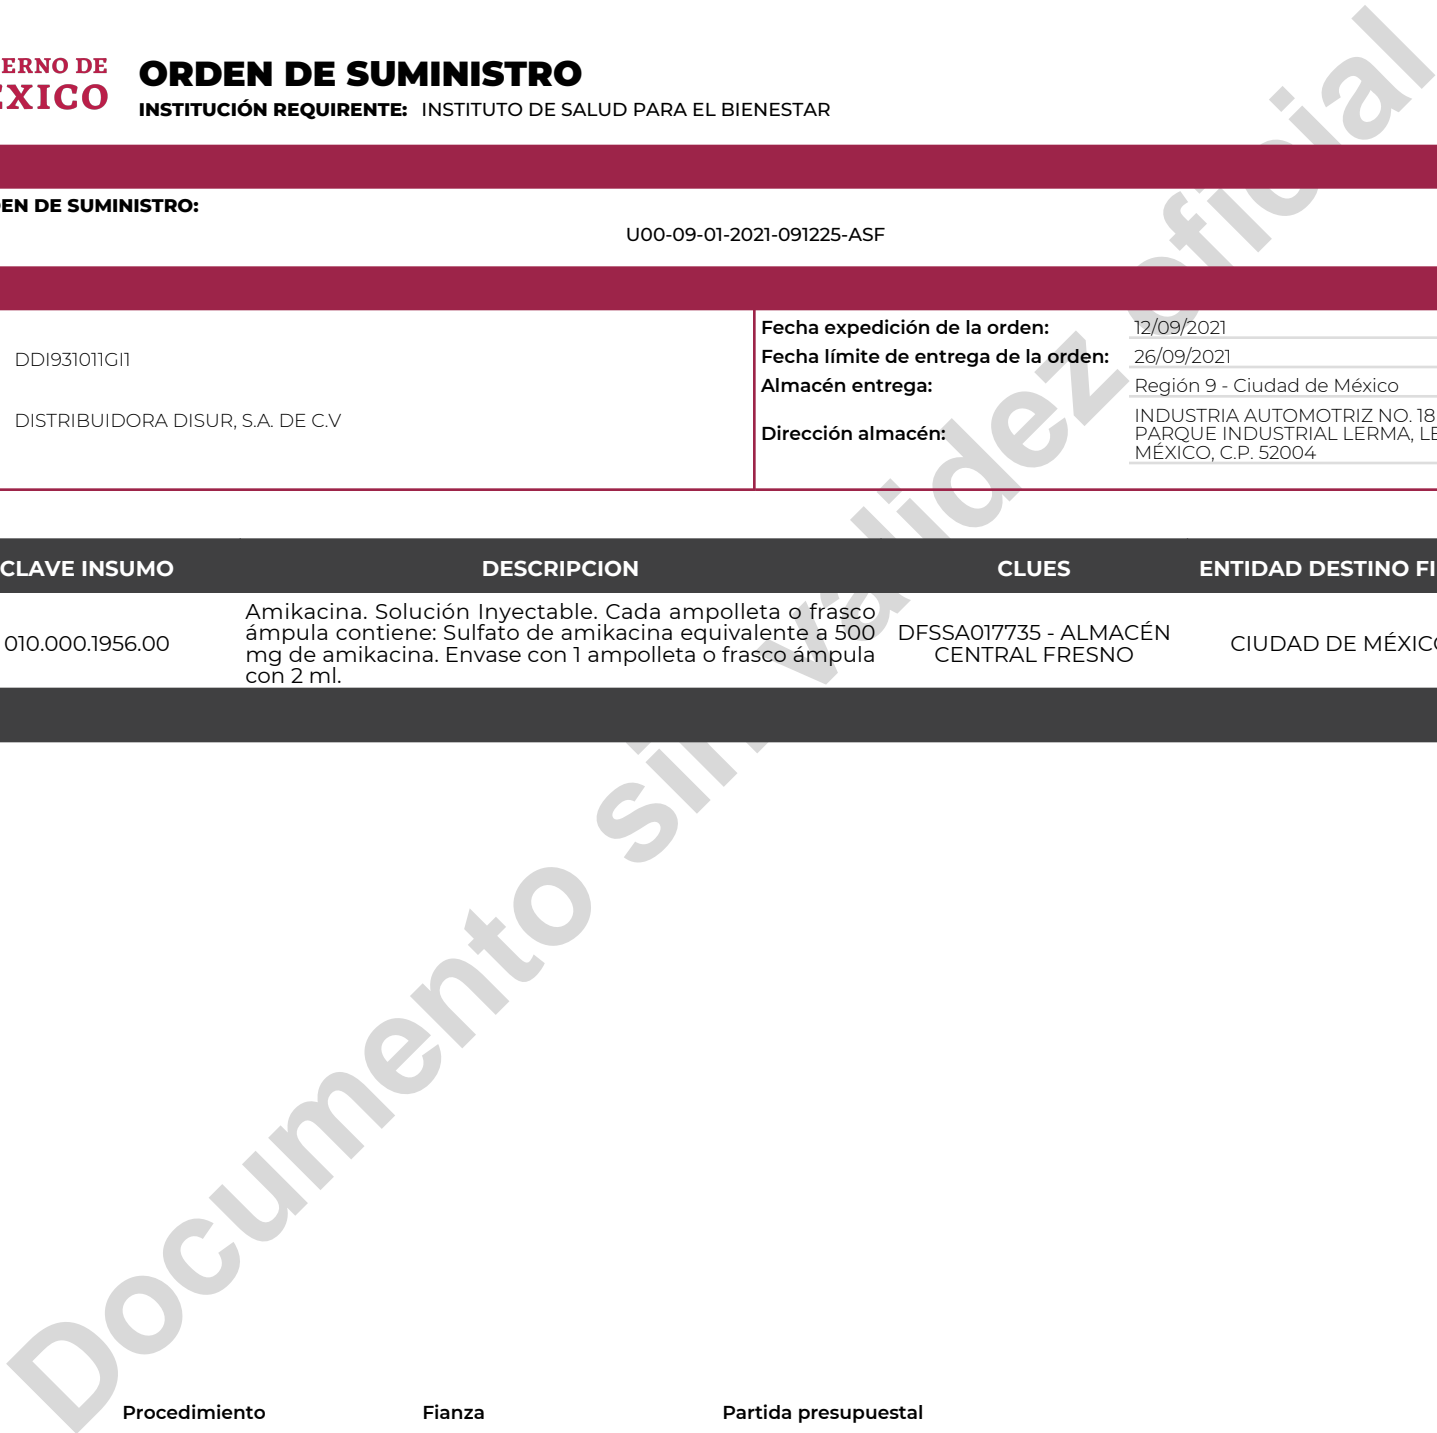 ERNO DE
EXICO
ORDEN DE SUMINISTRO
INSTITUCIÓN REQUIRENTE: INSTITUTO DE SALUD PARA EL BIENESTAR
EN DE SUMINISTRO:
U00-09-01-2021-091225-ASF
DDI931011GI1
DISTRIBUIDORA DISUR, S.A. DE C.V
Fecha expedición de la orden: 12/09/2021
Fecha límite de entrega de la orden: 26/09/2021
Almacén entrega: Región 9 - Ciudad de México
Dirección almacén:
INDUSTRIA AUTOMOTRIZ NO. 18
PARQUE INDUSTRIAL LERMA, LE
MÉXICO, C.P. 52004
CLAVE INSUMO DESCRIPCION CLUES ENTIDAD DESTINO FI
010.000.1956.00
Amikacina. Solución Inyectable. Cada ampolleta o frasco
ámpula contiene: Sulfato de amikacina equivalente a 500
mg de amikacina. Envase con 1 ampolleta o frasco ámpula
con 2 ml.
DFSSA017735 - ALMACÉN
CENTRAL FRESNO
CIUDAD DE MÉXICO
Documento sin validez oficial
Procedimiento Fianza Partida presupuestal